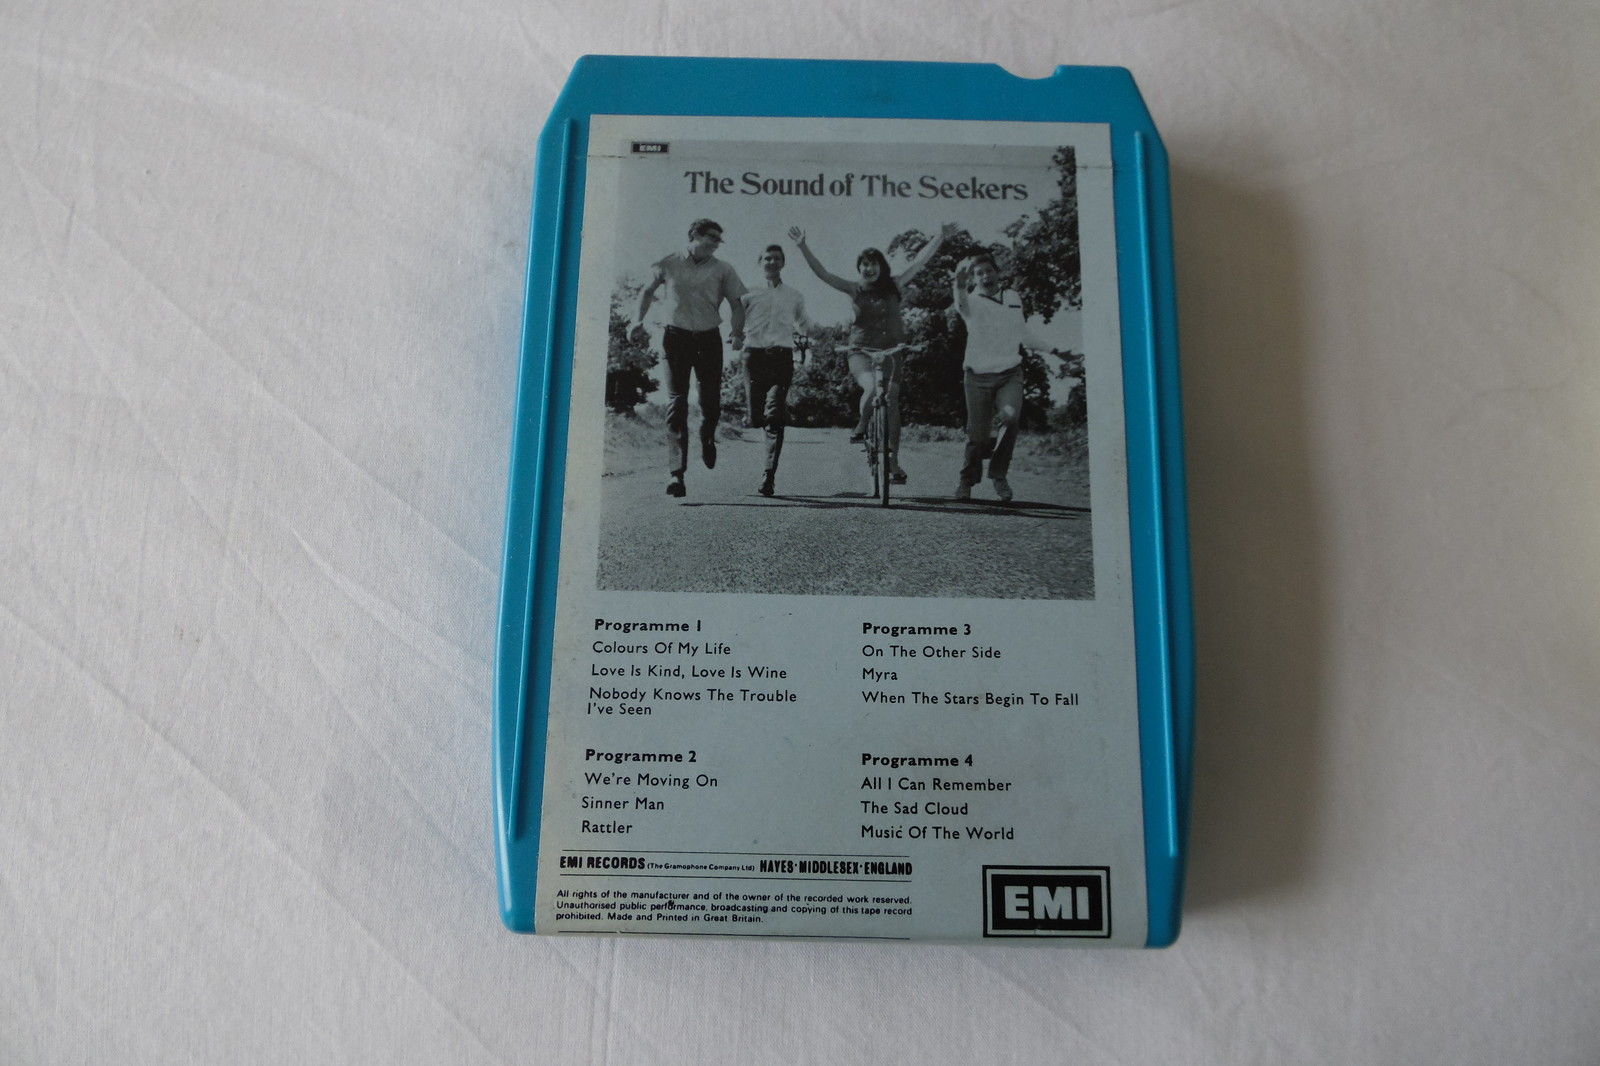 EMI
The Sound of The Seekers
Programme 1
Colours Of My Life
Love Is Kind, Love Is Wine
Nobody Knows The Trouble
I've Seen
Programme 2
We're Moving On
Sinner Man
Rattler
Programme 3
On The Other Side
Myra
When The Stars Begin To Fall
Programme 4
All I Can Remember
The Sad Cloud
Music Of The World
EMI RECORDS (The Gramophone Company Ltd) HAYES·MIDDLESEX·ENGLAND
All rights of the manufacturer and of the owner of the recorded work reserved.
Unauthorised public performance, broadcasting and copying of this tape record
prohibited. Made and Printed in Great Britain.
EMI